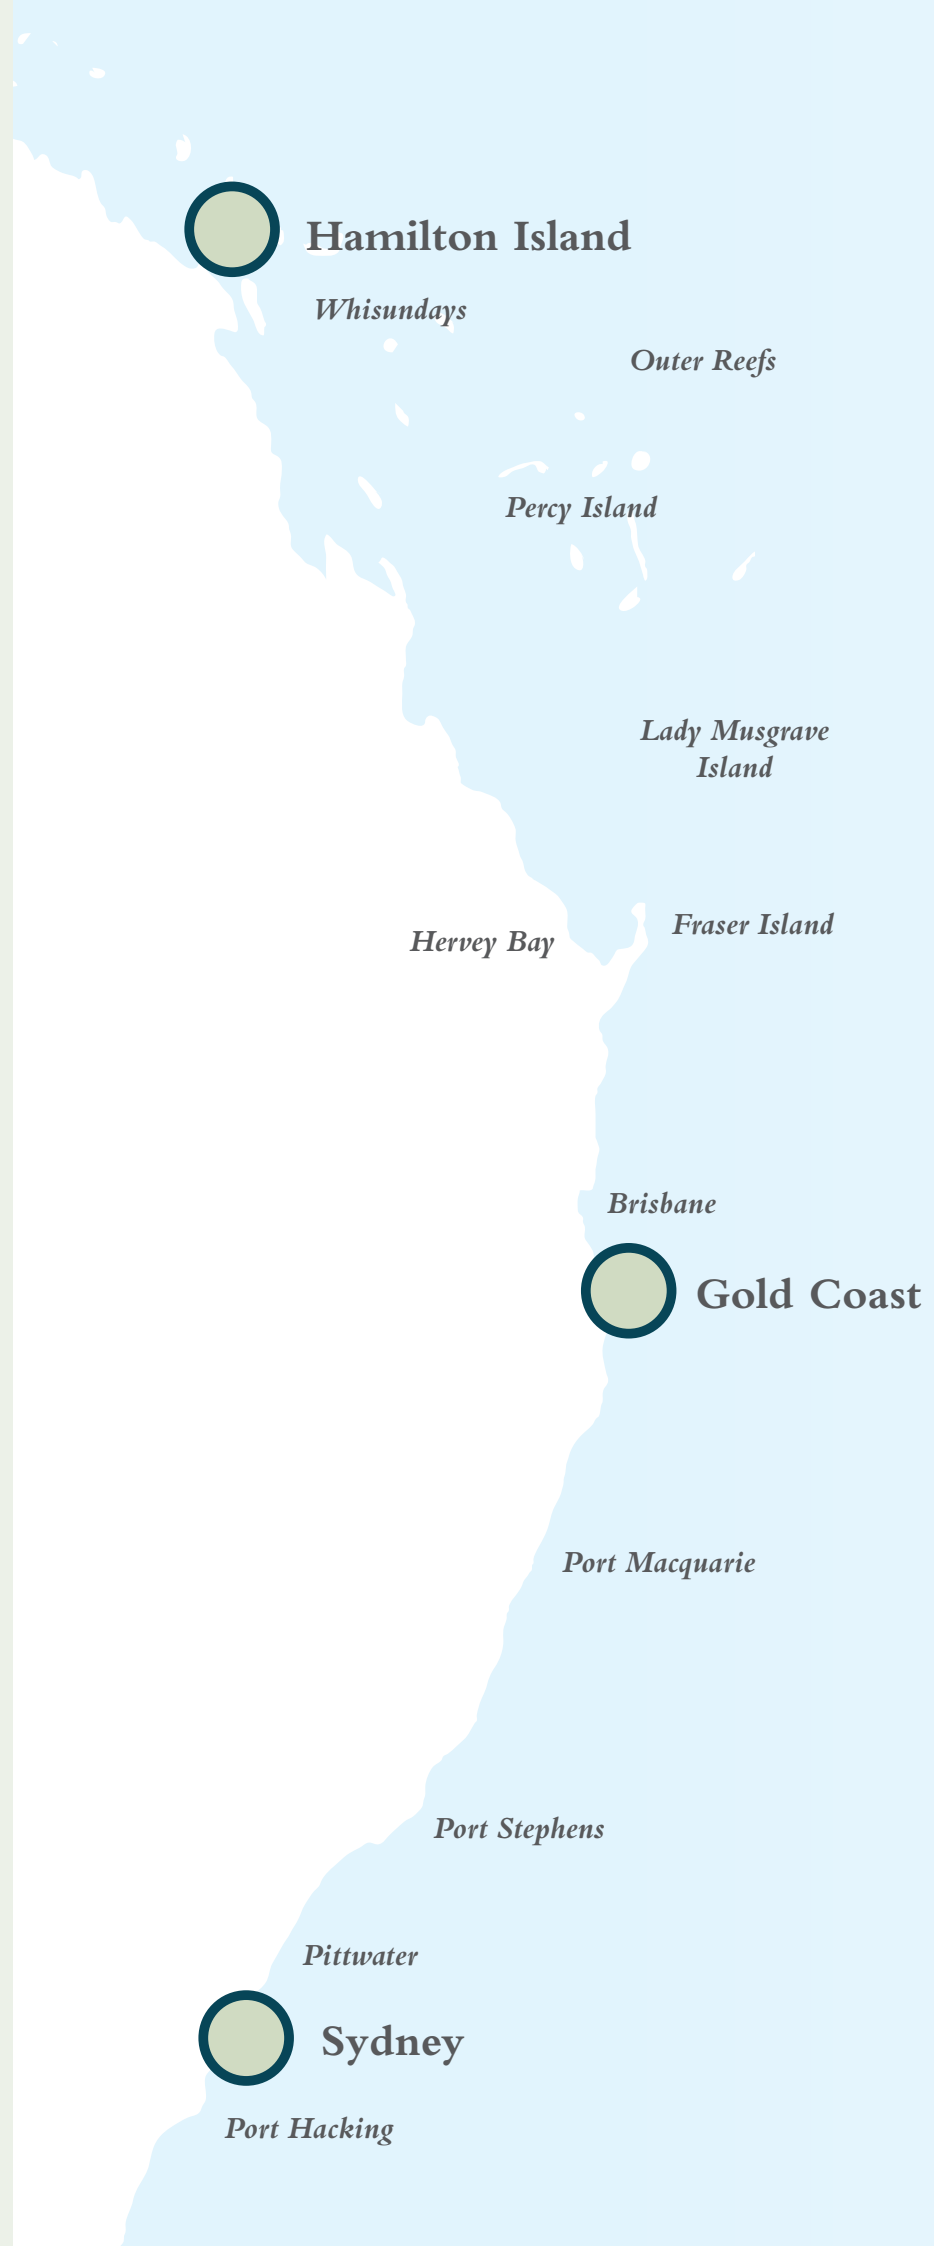 Hamilton Island
Whisundays
Outer Reefs
Percy Island
Lady Musgrave
Island
Fraser Island
Hervey Bay
Brisbane
Gold Coast
Port Macquarie
Port Stephens
Pittwater
Sydney
Port Hacking